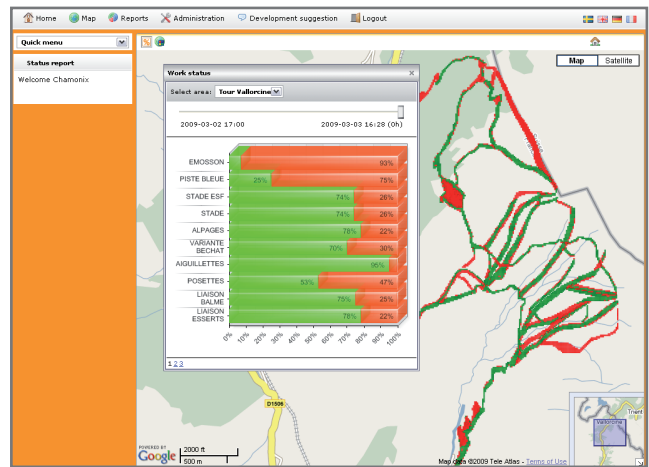 Home Map Reports Administration Development suggestion Logout
Quick menu
Status report
Welcome Chamonix
Map Satellite
Work status ×
Select area: Tour Vallorcine
2009-03-02 17:00 2009-03-03 16:28 (0h)
EMOSSON 93%
PISTE BLEUE 25% 75%
STADE ESF 74% 26%
STADE 74% 26%
ALPAGES 78% 22%
VARIANTE
BECHAT 70% 30%
AIGUILLETTES 95%
POSETTES 53% 47%
LIAISON
BALME 75% 25%
LIAISON
ESSERTS 78% 22%
0% 10% 20% 30% 40% 50% 60% 70% 80% 90% 100%
1 2 3
D1506
Trient
Vallorcine
POWERED BY
Google
2000 ft
500 m
Map data ©2009 Tele Atlas - Terms of Use